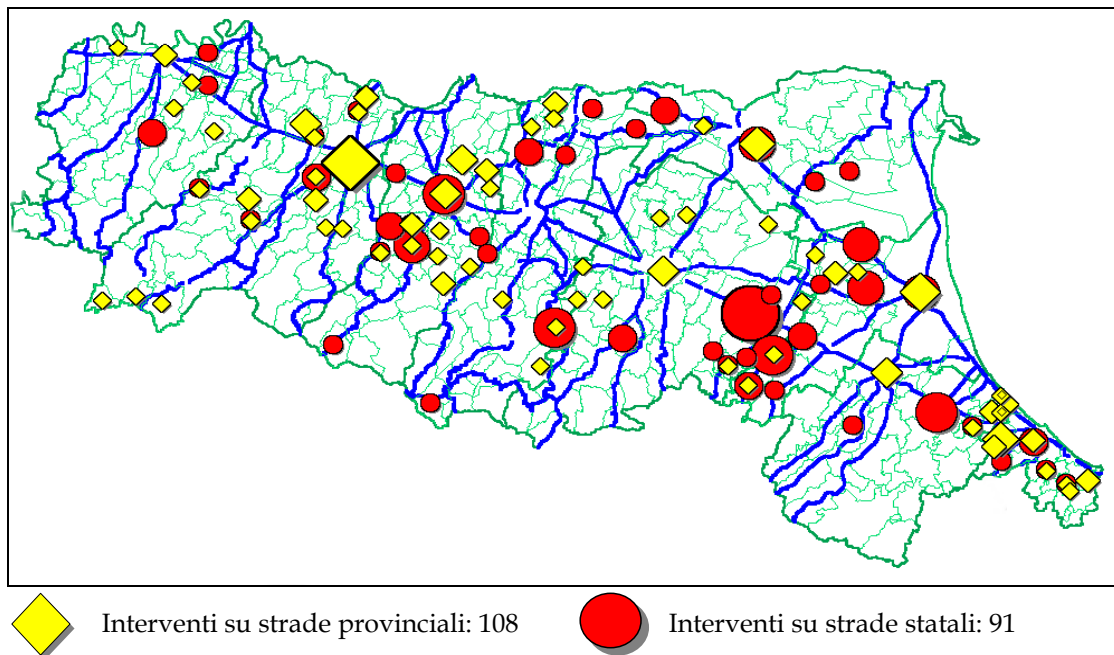 Interventi su strade provinciali: 108
Interventi su strade statali: 91